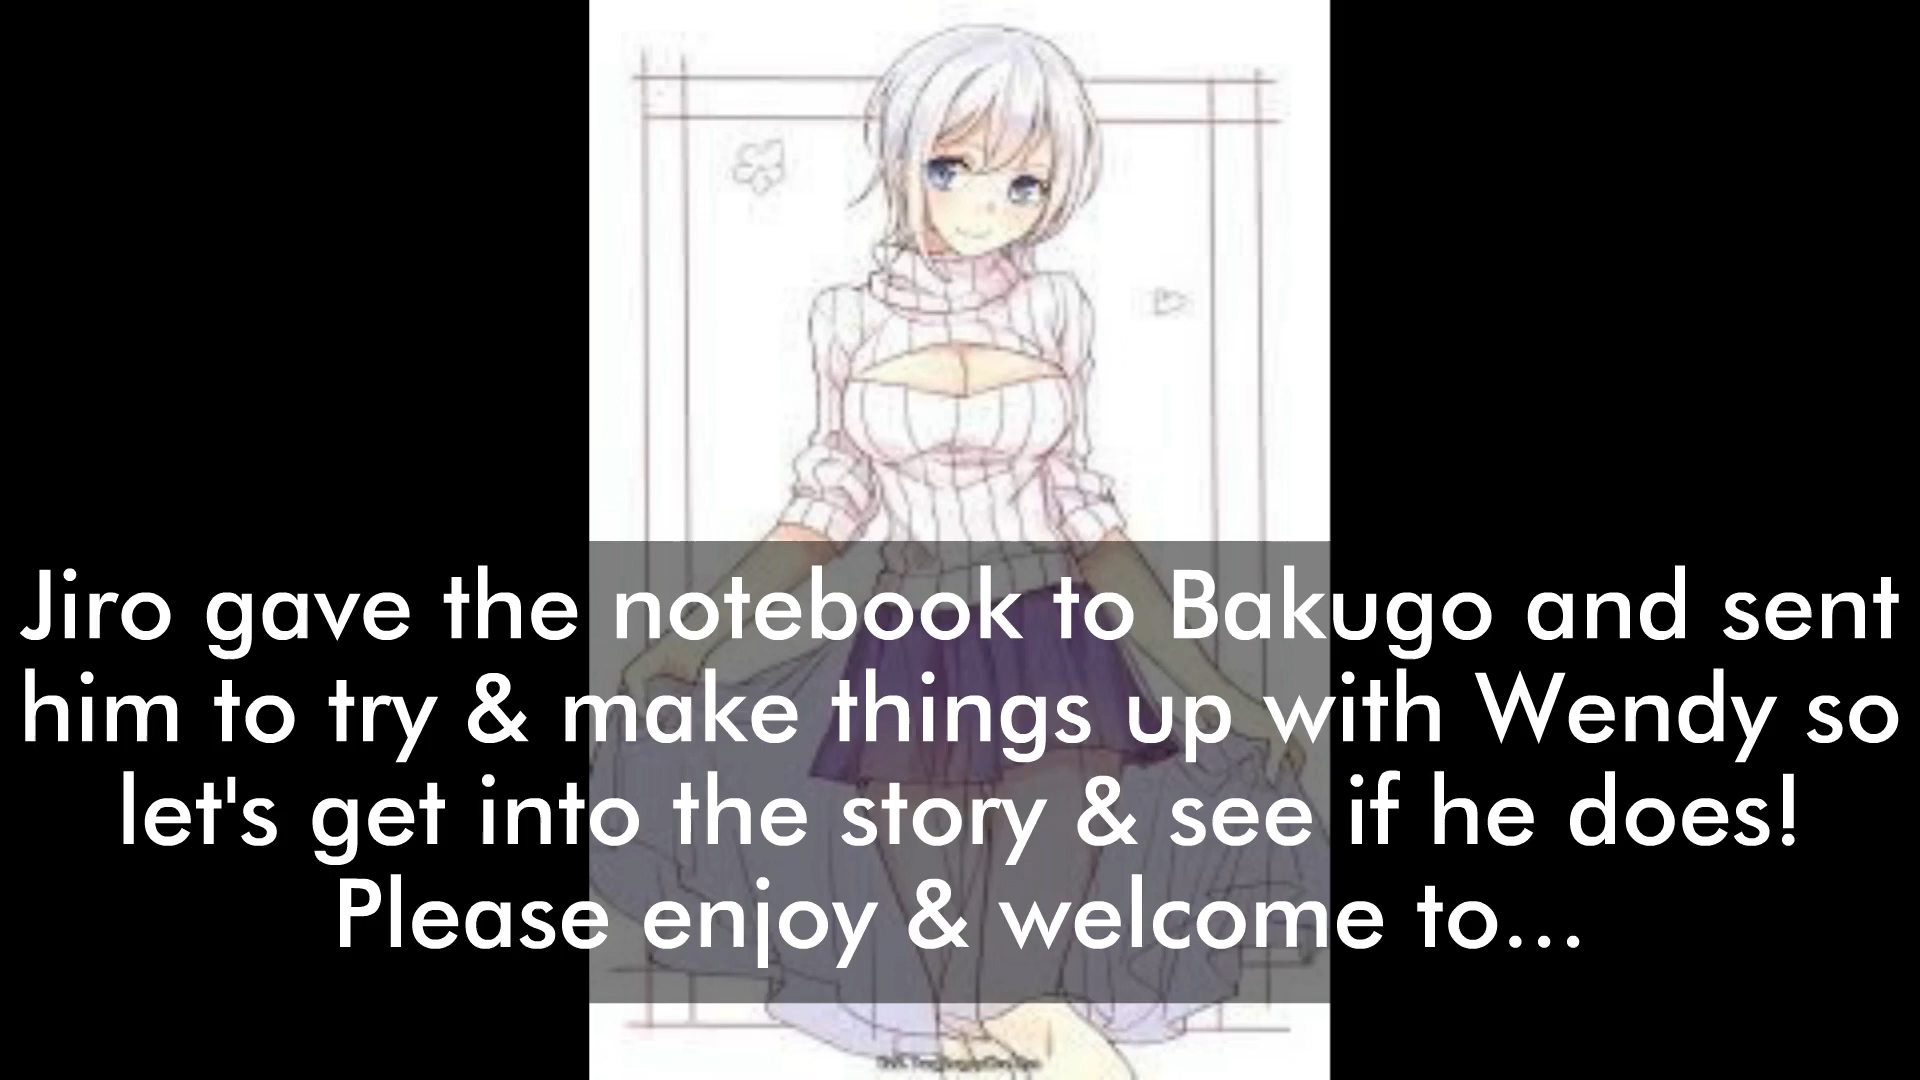 Jiro gave the notebook to Bakugo and sent
him to try & make things up with Wendy so
let's get into the story & see if he does!
Please enjoy & welcome to...